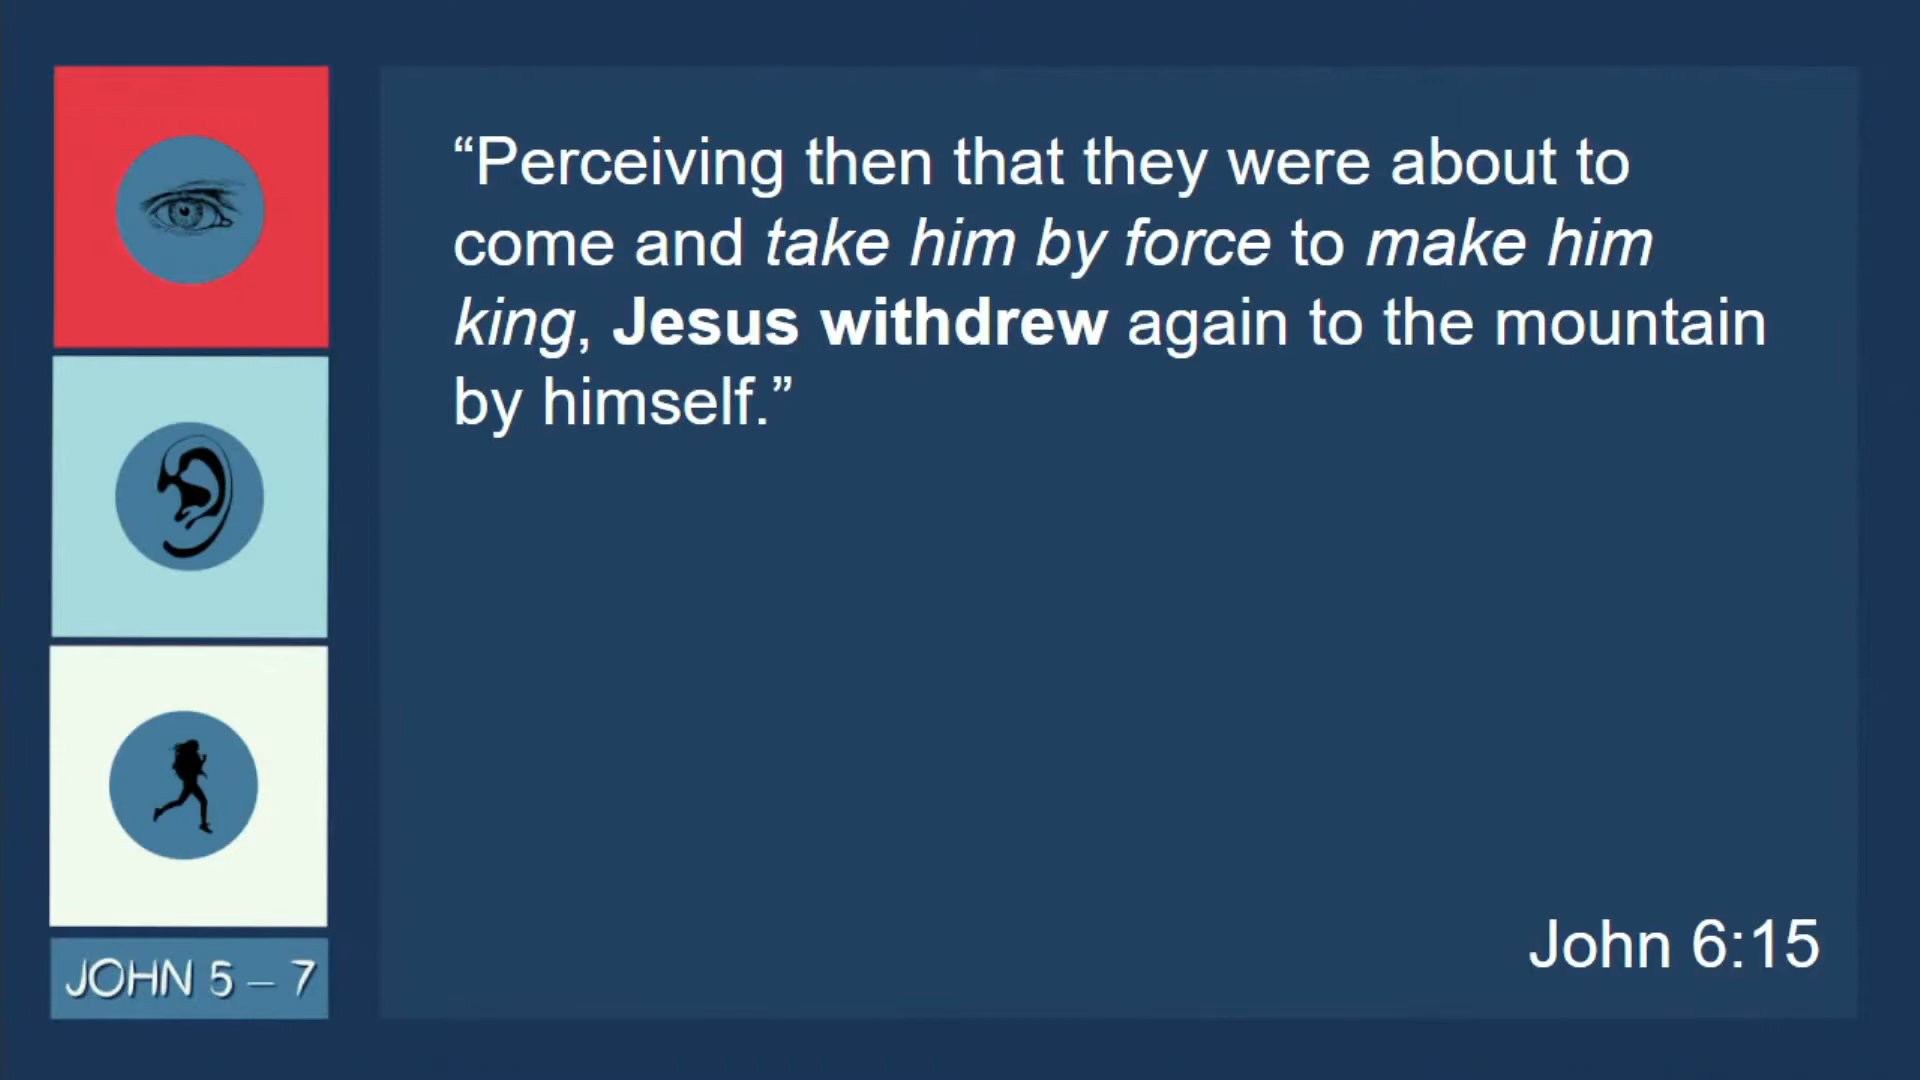 “Perceiving then that they were about to
come and take him by force to make him
king, Jesus withdrew again to the mountain
by himself.”
John 6:15
JOHN 5 – 7